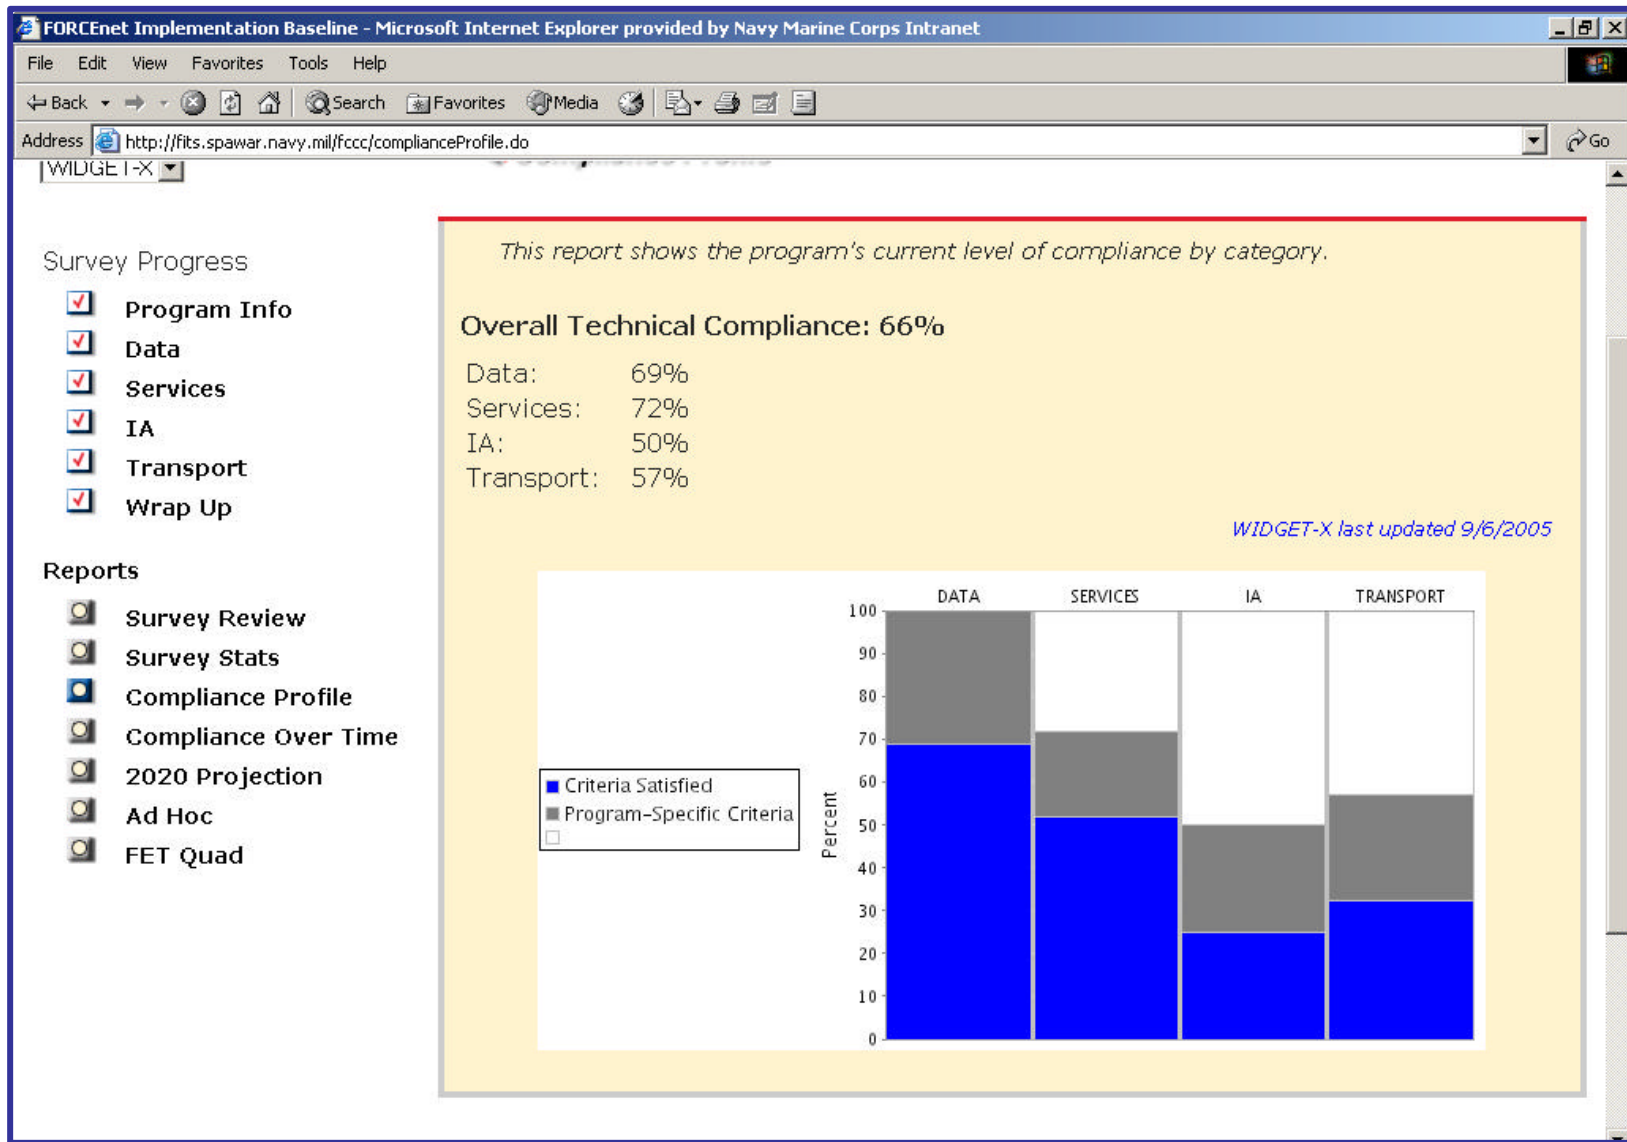 FORCEnet Implementation Baseline - Microsoft Internet Explorer provided by Navy Marine Corps Intranet
File Edit View Favorites Tools Help
Back Search Favorites Media
Address http://fits.spawar.navy.mil/fccc/complianceProfile.do Go
WIDGET-X
Survey Progress
Program Info
Data
Services
IA
Transport
Wrap Up
Reports
Survey Review
Survey Stats
Compliance Profile
Compliance Over Time
2020 Projection
Ad Hoc
FET Quad
This report shows the program's current level of compliance by category.
Overall Technical Compliance: 66%
Data: 69%
Services: 72%
IA: 50%
Transport: 57%
WIDGET-X last updated 9/6/2005
DATA SERVICES IA TRANSPORT
100
90
80
70
60
50
40
30
20
10
0
Percent
Criteria Satisfied
Program-Specific Criteria